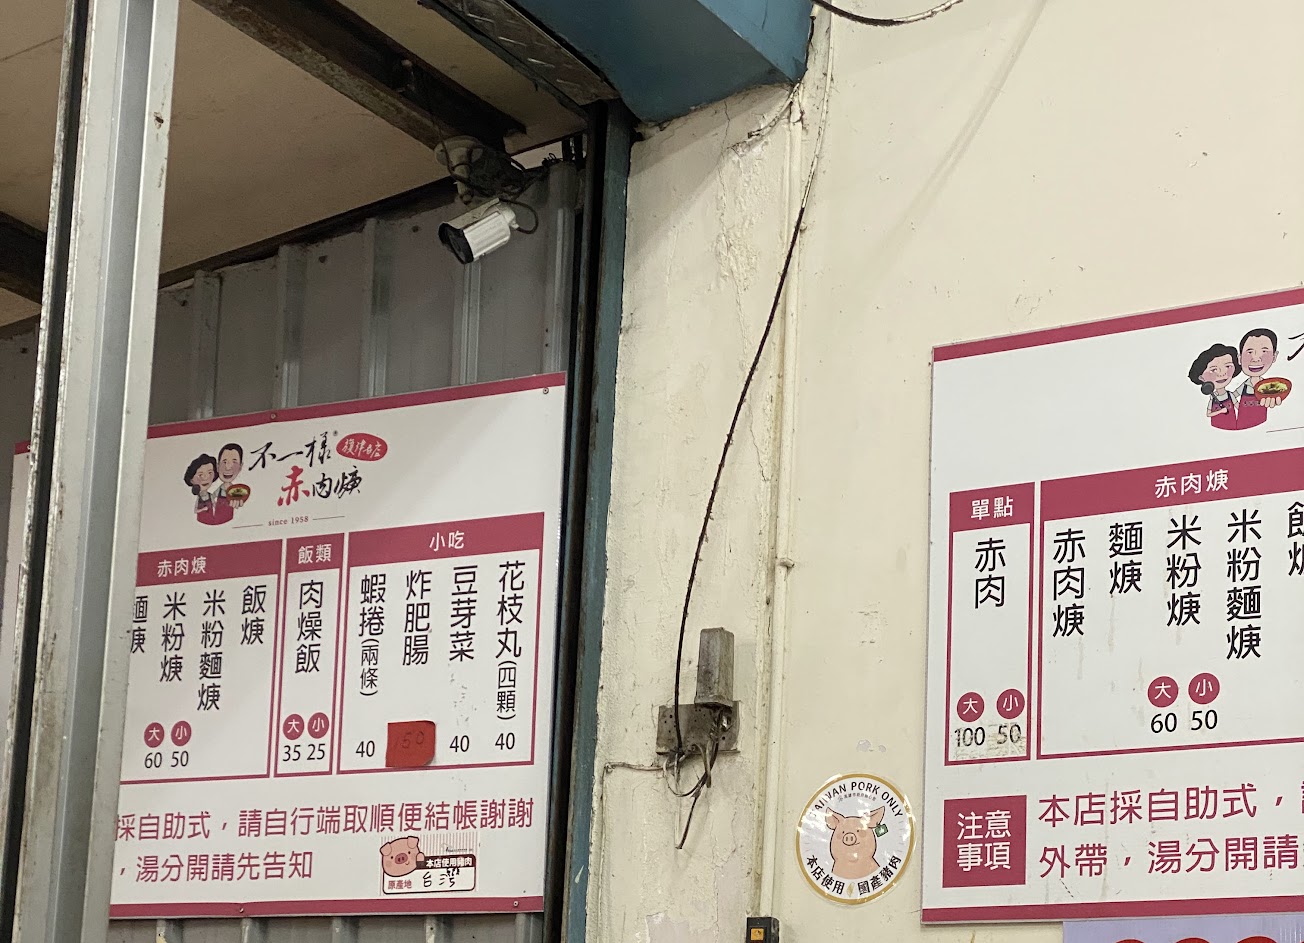 不一樣
赤肉焿
since 1958
赤肉焿
米粉焿
米粉麵焿
飯焿
大 小
60 50
飯類
肉燥飯
大 小
35 25
小吃
蝦捲(兩條)
40
炸肥腸
50
豆芽菜
40
花枝丸(四顆)
40
採自助式，請自行端取順便結帳謝謝
，湯分開請先告知
本店使用豬肉
原產地
台灣
TAIWAN PORK ONLY
本店使用 國產豬肉
單點
赤肉
大 小
100 50
赤肉焿
赤肉焿
麵焿
米粉焿
米粉麵焿
大 小
60 50
注意
事項
本店採自助式，
外帶，湯分開請